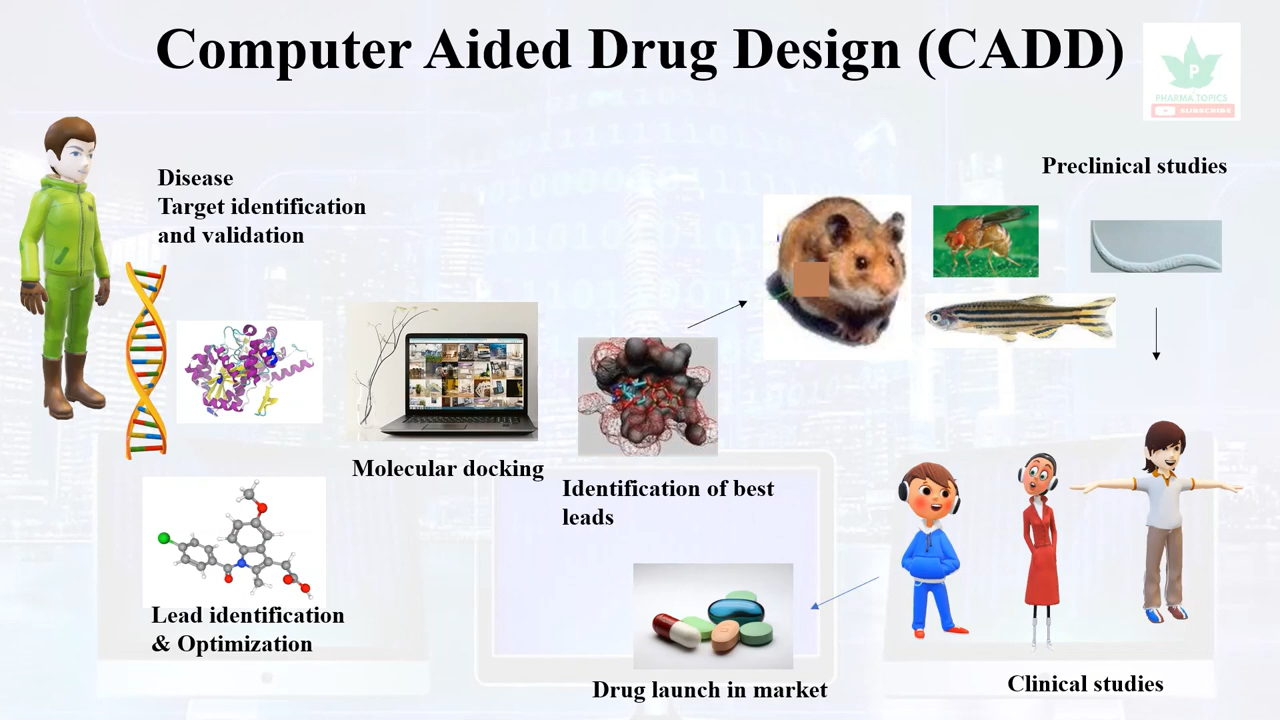 Computer Aided Drug Design (CADD)
P
PHARMA TOPICS
SUBSCRIBE
Preclinical studies
Disease
Target identification
and validation
Molecular docking
Identification of best
leads
Lead identification
& Optimization
Drug launch in market
Clinical studies